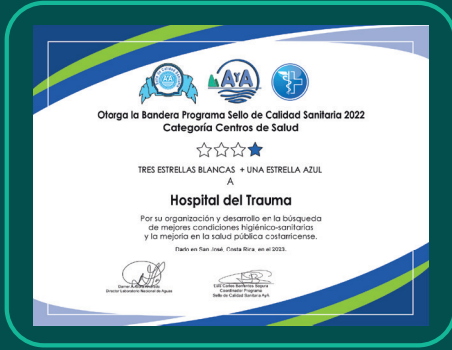 AyA
Otorga la Bandera Programa Sello de Calidad Sanitaria 2022
Categoría Centros de Salud
TRES ESTRELLAS BLANCAS + UNA ESTRELLA AZUL
A
Hospital del Trauma
Por su organización y desarrollo en la búsqueda
de mejores condiciones higiénico-sanitarias
y la mejoría en la salud pública costarricense.
Dado en San José, Costa Rica, en el 2023.
Director Laboratorio Nacional de Aguas
Coordinador Programa
Sello de Calidad Sanitaria AyA